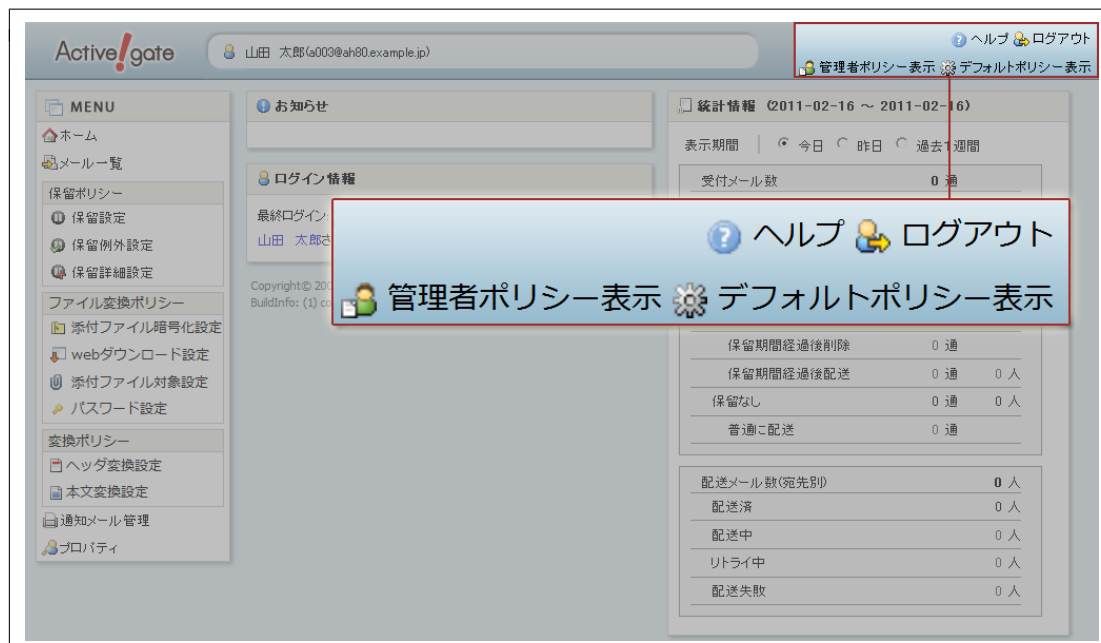 Active!gate
山田 太郎(a003@ah80.example.jp)
ヘルプ ログアウト
管理者ポリシー表示 デフォルトポリシー表示
MENU
ホーム
メール一覧
保留ポリシー
保留設定
保留例外設定
保留詳細設定
ファイル変換ポリシー
添付ファイル暗号化設定
webダウンロード設定
添付ファイル対象設定
パスワード設定
変換ポリシー
ヘッダ変換設定
本文変換設定
通知メール管理
プロパティ
お知らせ
ログイン情報
最終ログイン
山田 太郎さ
Copyright© 200
BuildInfo: (1) co
ヘルプ ログアウト
管理者ポリシー表示 デフォルトポリシー表示
統計情報 (2011-02-16 ～ 2011-02-16)
表示期間 今日 昨日 過去1週間
受付メール数 0 通
保留期間経過後削除 0 通
保留期間経過後配送 0 通 0 人
保留なし 0 通 0 人
普通に配送 0 通
配送メール数(宛先別) 0 人
配送済 0 人
配送中 0 人
リトライ中 0 人
配送失敗 0 人